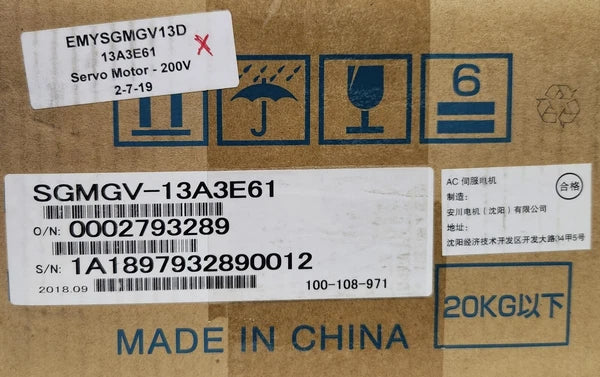 EMYSGMGV13D
13A3E61
Servo Motor - 200V
2-7-19
6
SGMGV-13A3E61
O/N: 0002793289
S/N: 1A1897932890012
2018.09
100-108-971
AC 伺服电机
制造:
安川电机（沈阳）有限公司
地址:
沈阳经济技术开发区开发大路34甲5号
合格
20KG以下
MADE IN CHINA